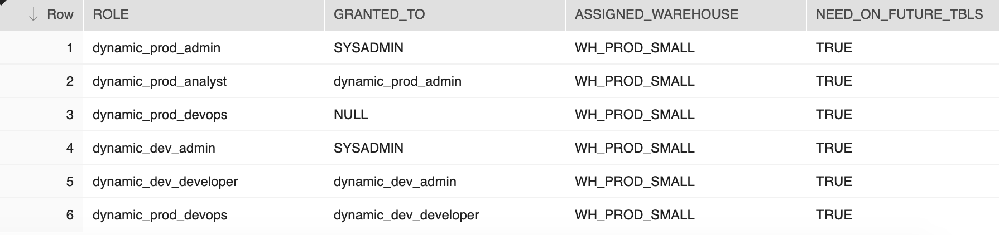 ↓ Row ROLE GRANTED_TO ASSIGNED_WAREHOUSE NEED_ON_FUTURE_TBLS
1 dynamic_prod_admin SYSADMIN WH_PROD_SMALL TRUE
2 dynamic_prod_analyst dynamic_prod_admin WH_PROD_SMALL TRUE
3 dynamic_prod_devops NULL WH_PROD_SMALL TRUE
4 dynamic_dev_admin SYSADMIN WH_PROD_SMALL TRUE
5 dynamic_dev_developer dynamic_dev_admin WH_PROD_SMALL TRUE
6 dynamic_prod_devops dynamic_dev_developer WH_PROD_SMALL TRUE